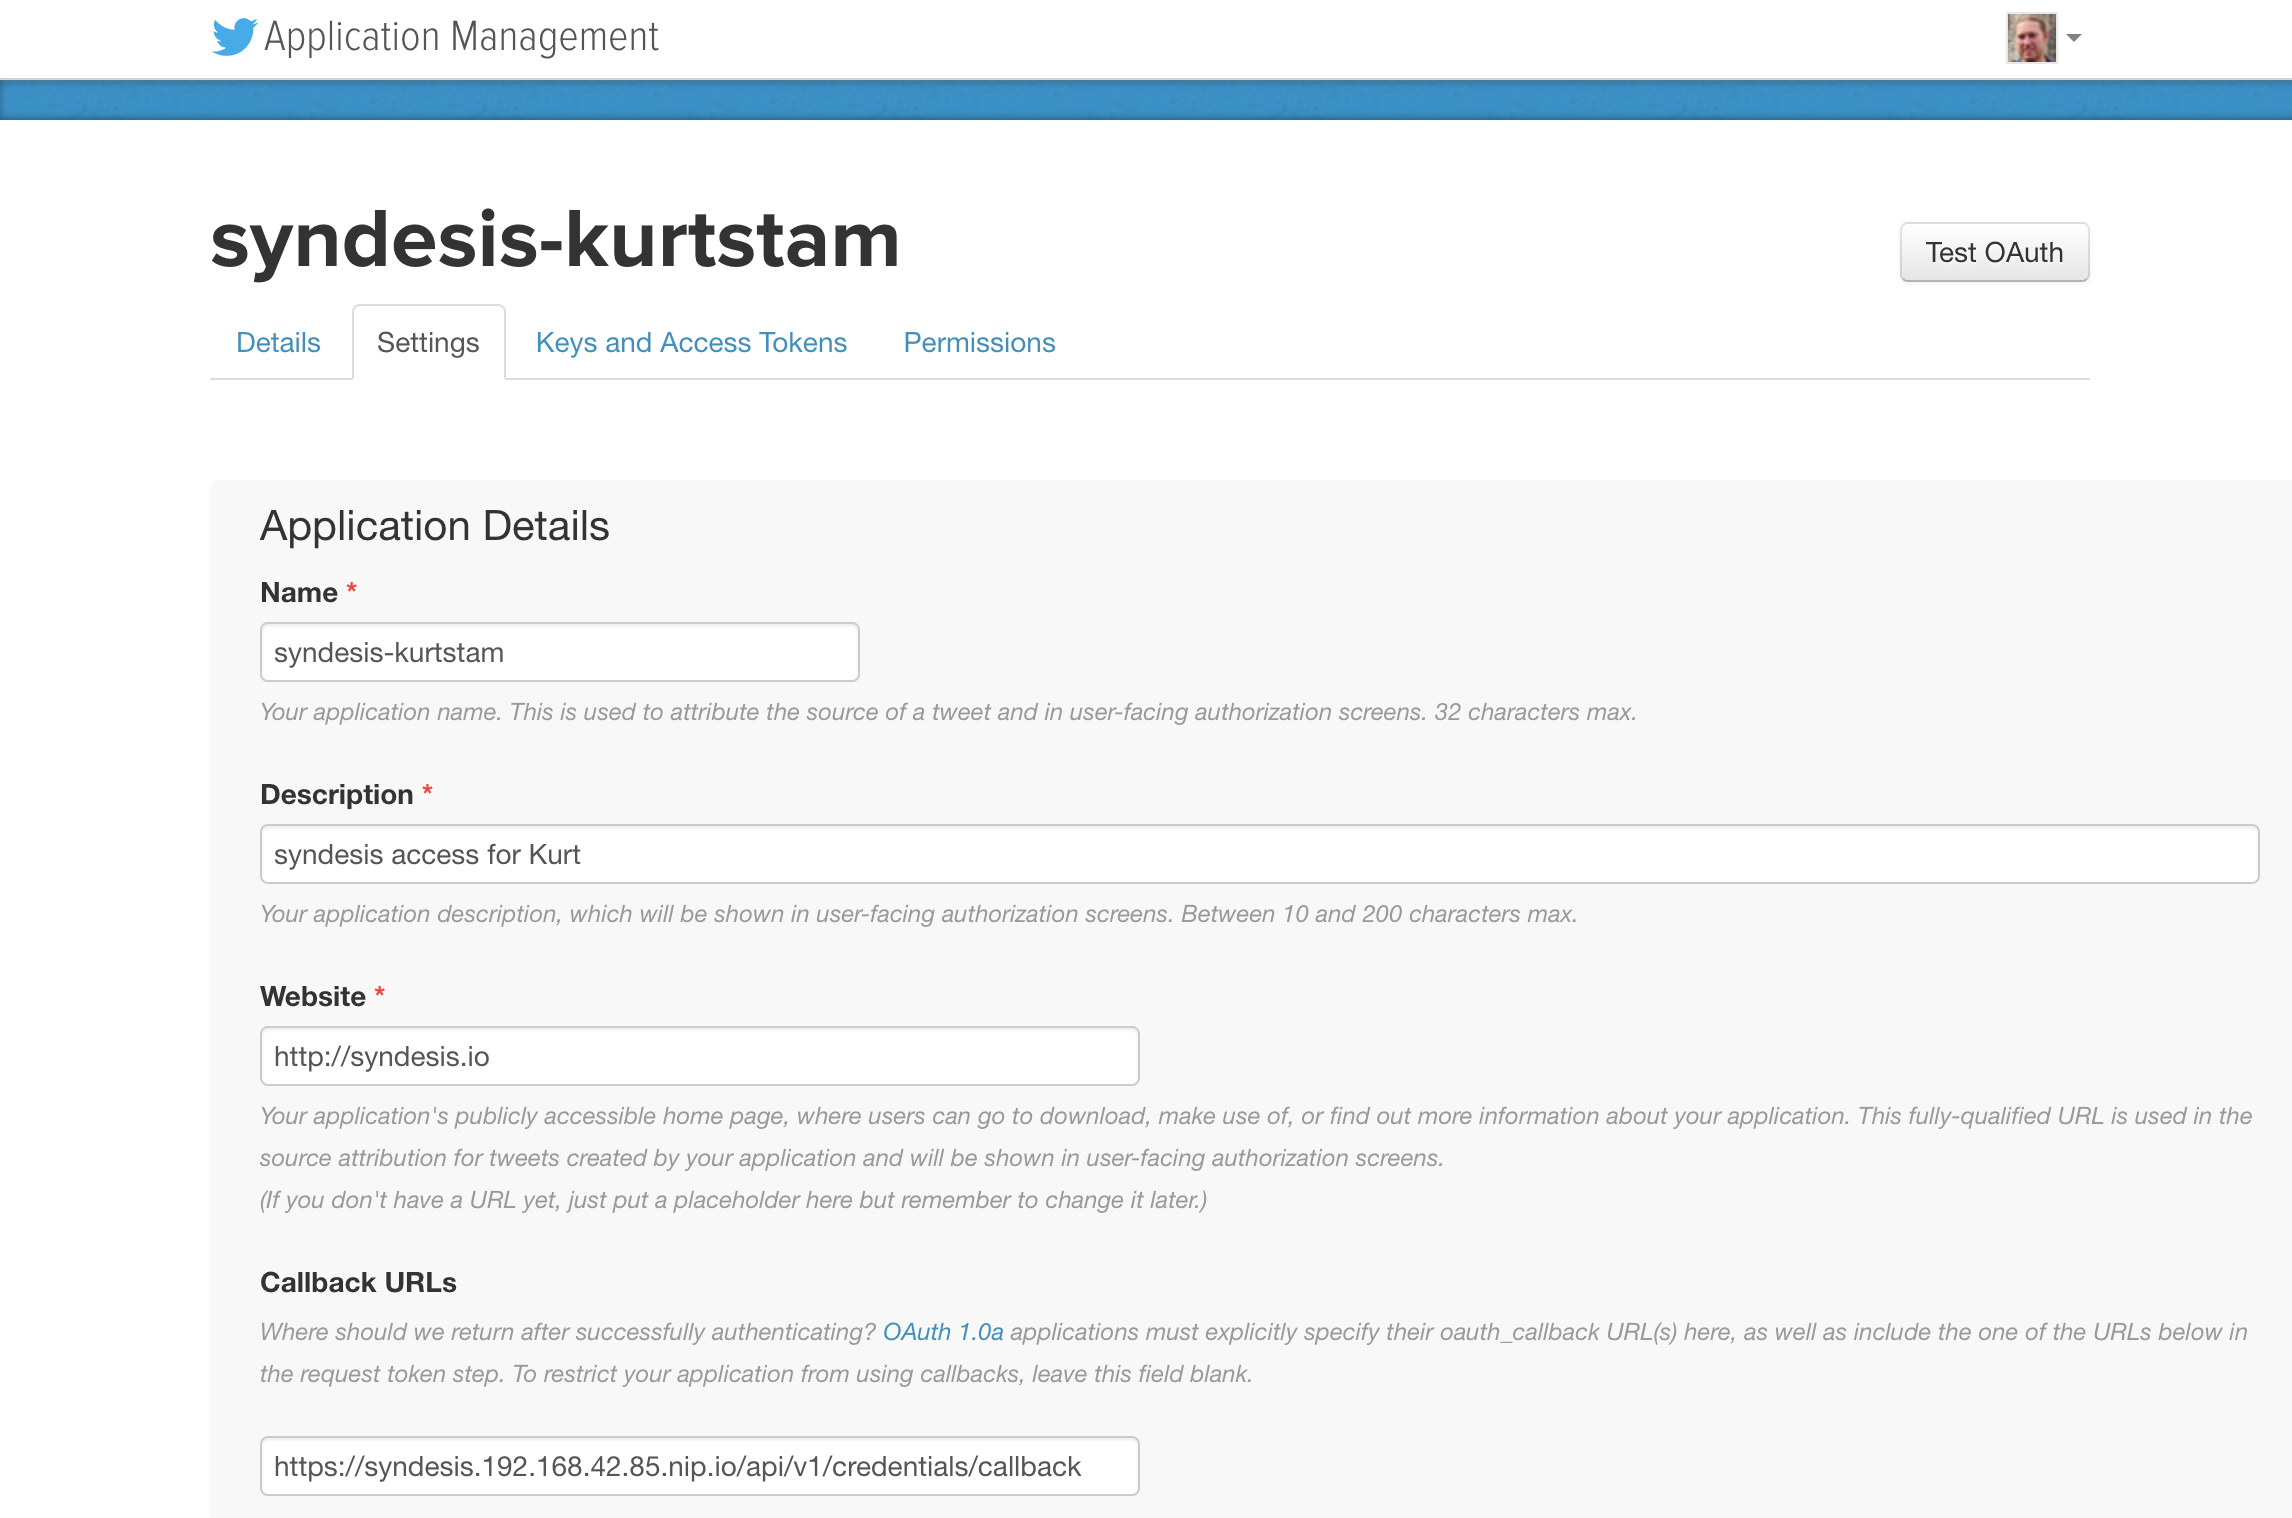 Application Management
syndesis-kurtstam
Test OAuth
Details Settings Keys and Access Tokens Permissions
Application Details
Name *
syndesis-kurtstam
Your application name. This is used to attribute the source of a tweet and in user-facing authorization screens. 32 characters max.
Description *
syndesis access for Kurt
Your application description, which will be shown in user-facing authorization screens. Between 10 and 200 characters max.
Website *
http://syndesis.io
Your application's publicly accessible home page, where users can go to download, make use of, or find out more information about your application. This fully-qualified URL is used in the
source attribution for tweets created by your application and will be shown in user-facing authorization screens.
(If you don't have a URL yet, just put a placeholder here but remember to change it later.)
Callback URLs
Where should we return after successfully authenticating? OAuth 1.0a applications must explicitly specify their oauth_callback URL(s) here, as well as include the one of the URLs below in
the request token step. To restrict your application from using callbacks, leave this field blank.
https://syndesis.192.168.42.85.nip.io/api/v1/credentials/callback